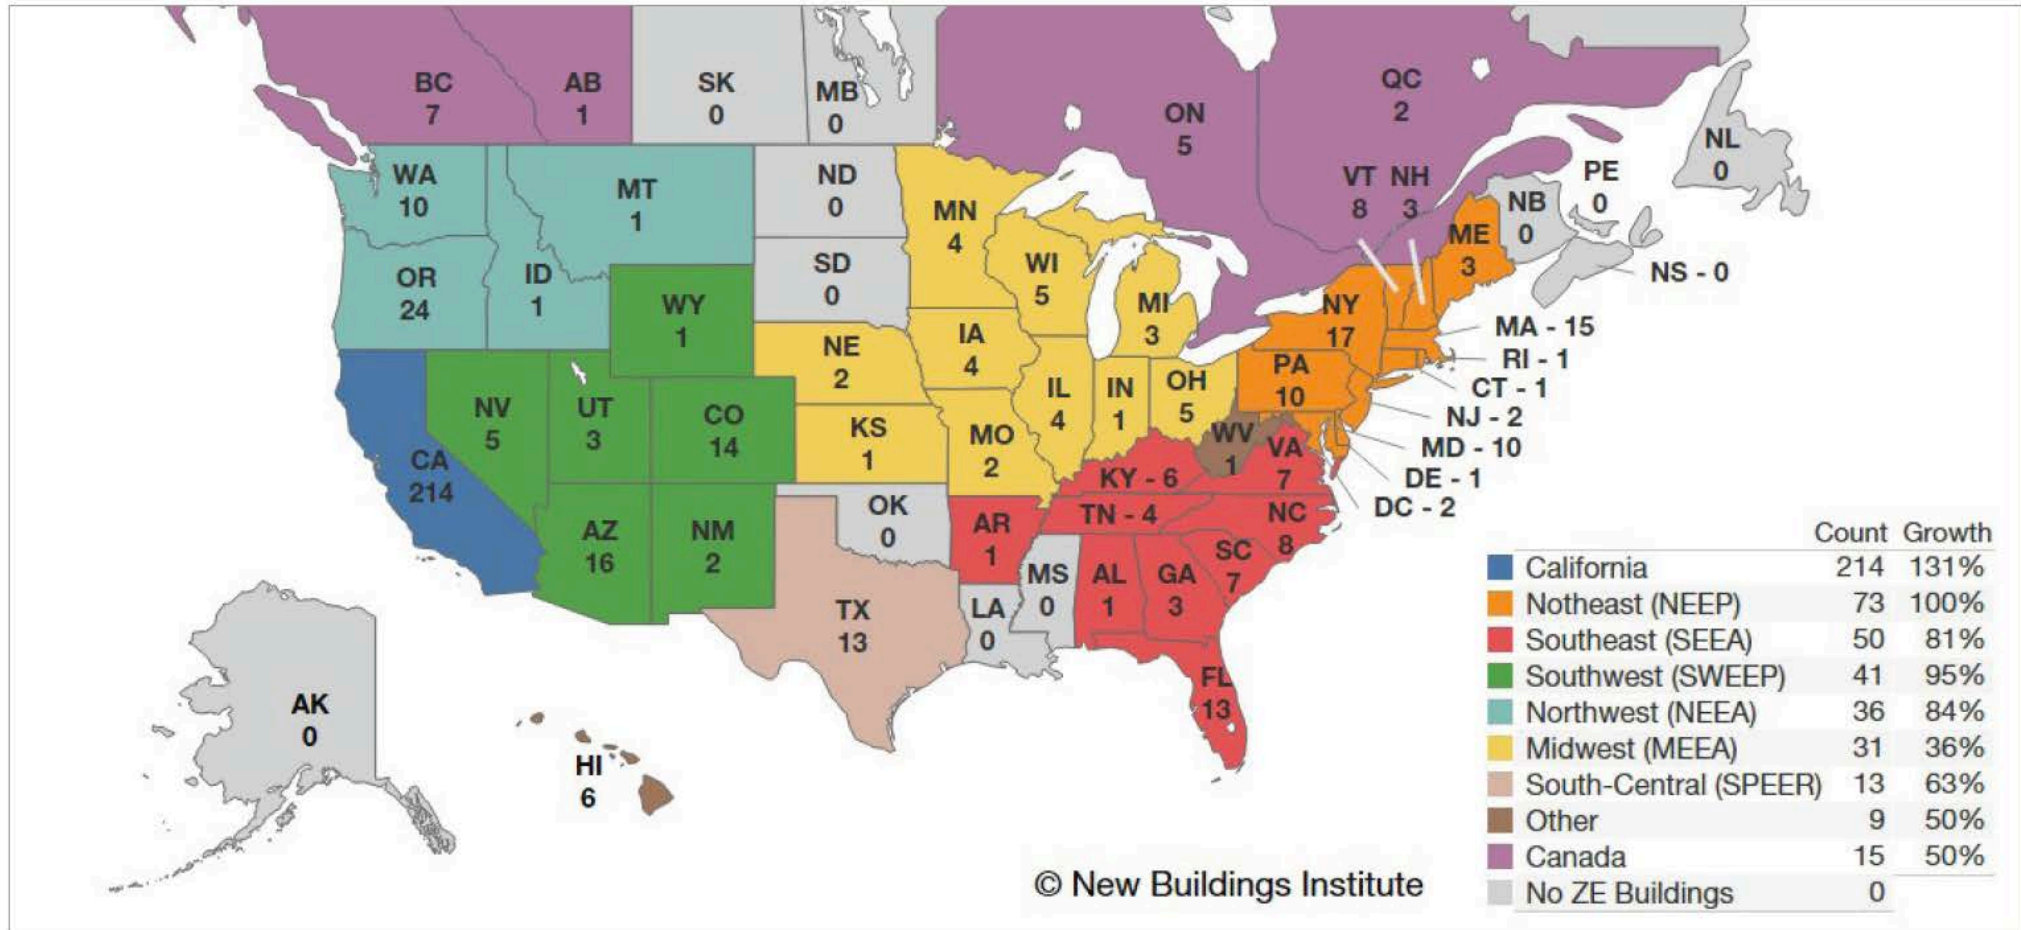 BC
7
AB
1
SK
0
MB
0
ON
5
QC
2
NL
0
PE
0
NB
0
NS - 0
WA
10
MT
1
ND
0
MN
4
VT NH
8 3
ME
3
OR
24
ID
1
WY
1
SD
0
WI
5
MI
3
NY
17
MA - 15
RI - 1
CT - 1
NJ - 2
MD - 10
DE - 1
DC - 2
NE
2
IA
4
IL
4
IN
1
OH
5
PA
10
NV
5
UT
3
CO
14
KS
1
MO
2
WV
1
VA
7
KY - 6
CA
214
AZ
16
NM
2
OK
0
AR
1
TN - 4
NC
8
SC
7
MS
0
AL
1
GA
3
TX
13
LA
0
FL
13
AK
0
HI
6
Count Growth
California 214 131%
Notheast (NEEP) 73 100%
Southeast (SEEA) 50 81%
Southwest (SWEEP) 41 95%
Northwest (NEEA) 36 84%
Midwest (MEEA) 31 36%
South-Central (SPEER) 13 63%
Other 9 50%
Canada 15 50%
No ZE Buildings 0
© New Buildings Institute